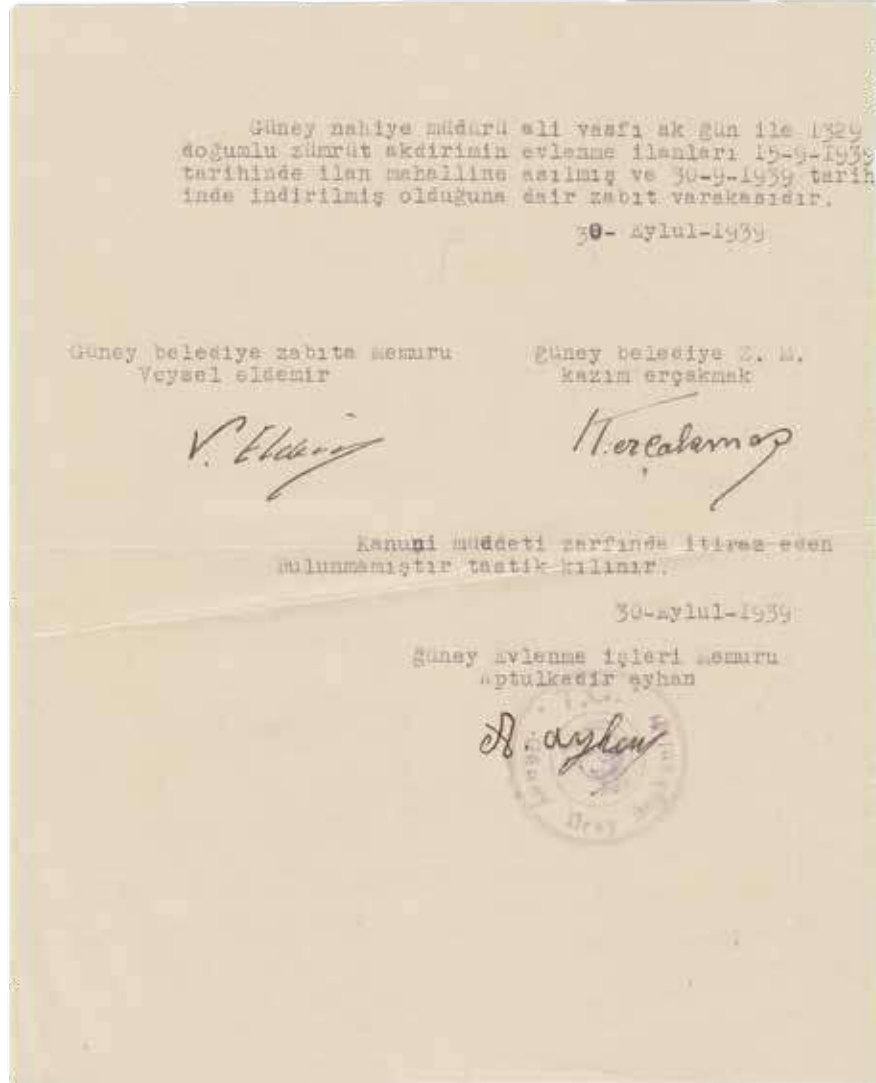 Güney nahiye müdürü ali vasfı ak gün ile 1329
doğumlu zümrüt akdirimin evlenme ilanları 15-9-1939
tarihinde ilan mahalline asılmış ve 30-9-1939 tarih
inde indirilmiş olduğuna dair zabıt varakasıdır.
30- Eylul-1939
Güney belediye zabıta memuru
Veysel eldemir
güney belediye Z. M.
kazım erçakmak
V. Eldemir
K. erçakmak
Kanuni müddeti zarfında itiraz eden
bulunmamıştır tastik kılınır.
30-Eylul-1939
güney Evlenme işleri memuru
aptulkadir ayhan
A. ayhan
T.C.